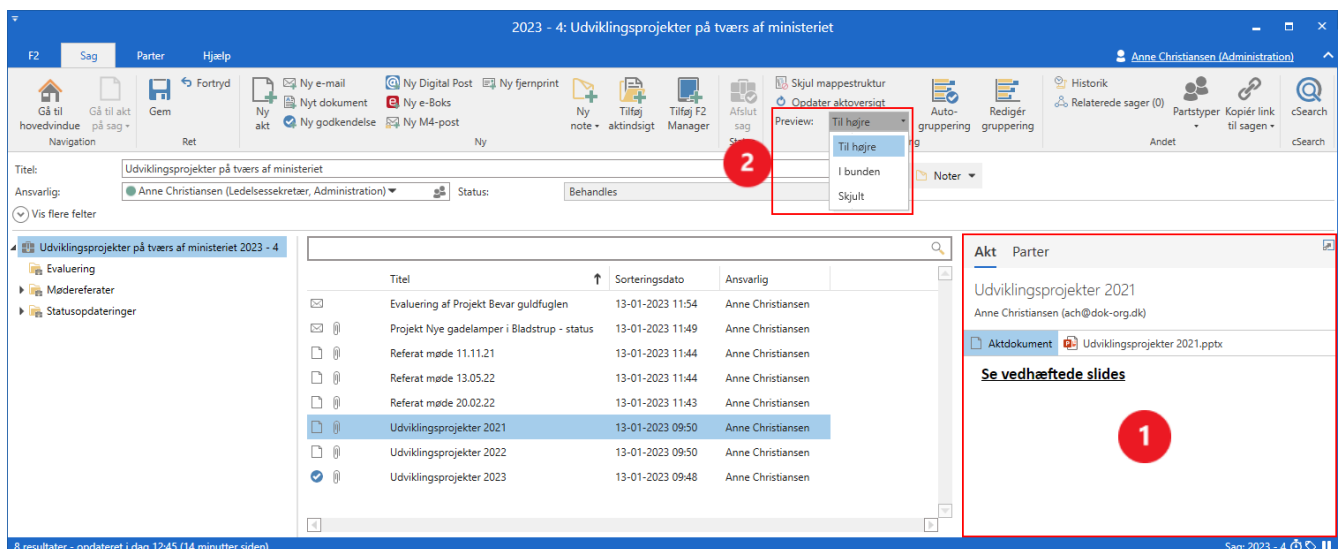 2023 - 4: Udviklingsprojekter på tværs af ministeriet
F2 Sag Parter Hjælp Anne Christiansen (Administration)
Gå til hovedvindue
Gå til akt på sag
Navigation
Gem
Fortryd
Ret
Ny akt
Ny e-mail
Nyt dokument
Ny godkendelse
Ny Digital Post
Ny e-Boks
Ny M4-post
Ny fjernprint
Ny note
Tilføj aktindsigt
Tilføj F2 Manager
Ny
Afslut sag
Skjul mappestruktur
Opdater aktoversigt
Preview: Til højre
Til højre
I bunden
Skjult
2
Auto-gruppering
Redigér gruppering
Historik
Relaterede sager (0)
Partstyper
Kopiér link til sagen
Andet
cSearch
cSearch
Titel: Udviklingsprojekter på tværs af ministeriet
Ansvarlig: Anne Christiansen (Ledelsessekretær, Administration) Status: Behandles
Noter
Vis flere felter
Udviklingsprojekter på tværs af ministeriet 2023 - 4
Evaluering
Mødereferater
Statusopdateringer
Titel Sorteringsdato Ansvarlig
Evaluering af Projekt Bevar guldfuglen 13-01-2023 11:54 Anne Christiansen
Projekt Nye gadelamper i Bladstrup - status 13-01-2023 11:49 Anne Christiansen
Referat møde 11.11.21 13-01-2023 11:44 Anne Christiansen
Referat møde 13.05.22 13-01-2023 11:44 Anne Christiansen
Referat møde 20.02.22 13-01-2023 11:43 Anne Christiansen
Udviklingsprojekter 2021 13-01-2023 09:50 Anne Christiansen
Udviklingsprojekter 2022 13-01-2023 09:50 Anne Christiansen
Udviklingsprojekter 2023 13-01-2023 09:48 Anne Christiansen
Akt Parter
Udviklingsprojekter 2021
Anne Christiansen (ach@dok-org.dk)
Aktdokument Udviklingsprojekter 2021.pptx
Se vedhæftede slides
1
8 resultater - opdateret i dag 12:45 (14 minutter siden) Sag: 2023 - 4